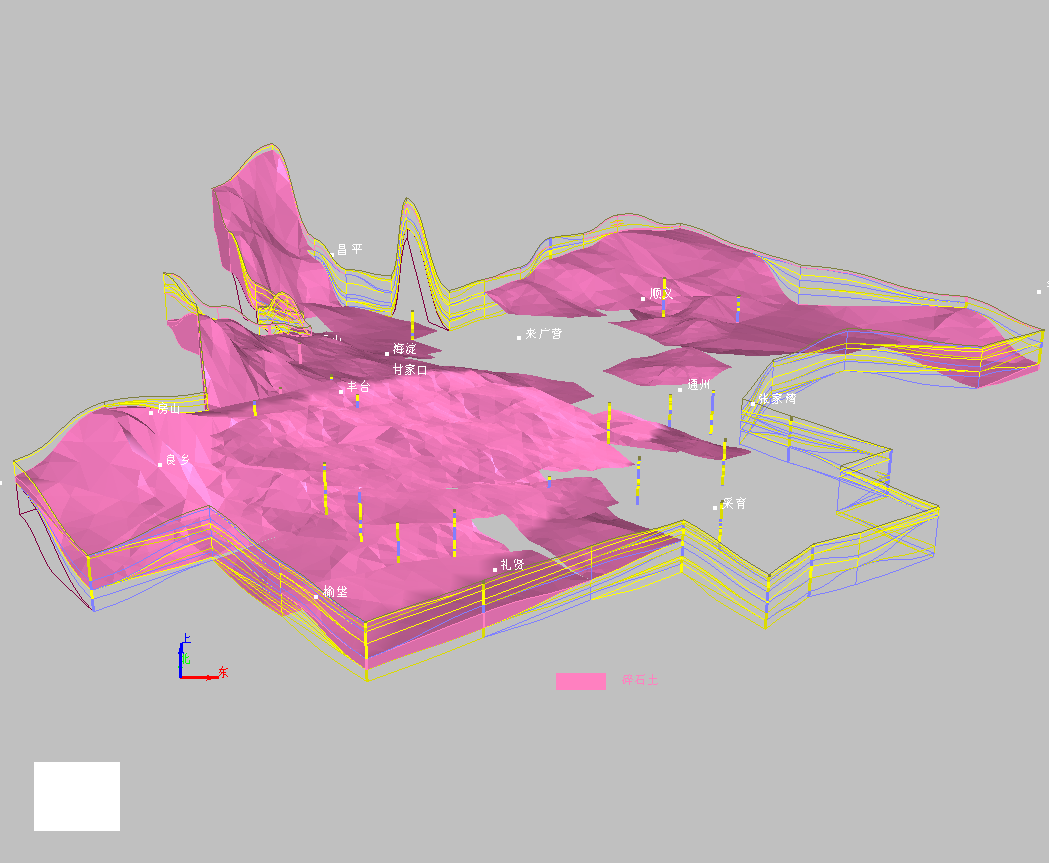 昌平
顺义
来广营
海淀
甘家口
丰台
通州
张家湾
房山
良乡
采育
礼贤
榆垡
上
北
东
碎石土